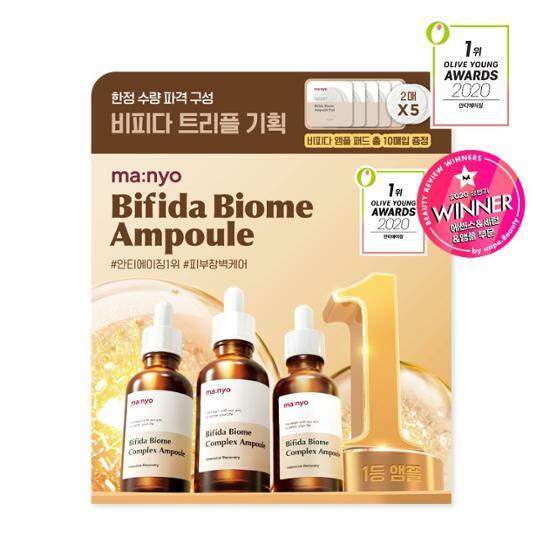 1위
OLIVE YOUNG
AWARDS
2020
안티에이징
한정 수량 파격 구성
비피다 트리플 기획
ma:nyo
Bifida Biome
Ampoule Pad
2매
X5
비피다 앰플 패드 총 10매입 증정
ma:nyo
Bifida Biome
Ampoule
#안티에이징1위 #피부장벽케어
1위
OLIVE YOUNG
AWARDS
2020
안티에이징
BEAUTY REVIEW WINNERS
2020 상반기
WINNER
에센스&세럼
&앰플 부문
by unpa.Beauty
ma:nyo
Bifida Biome
Complex Ampoule
Intensive Recovery
ma:nyo
Bifida Biome
Complex Ampoule
Intensive Recovery
ma:nyo
Bifida Biome
Complex Ampoule
Intensive Recovery
1
1등 앰플